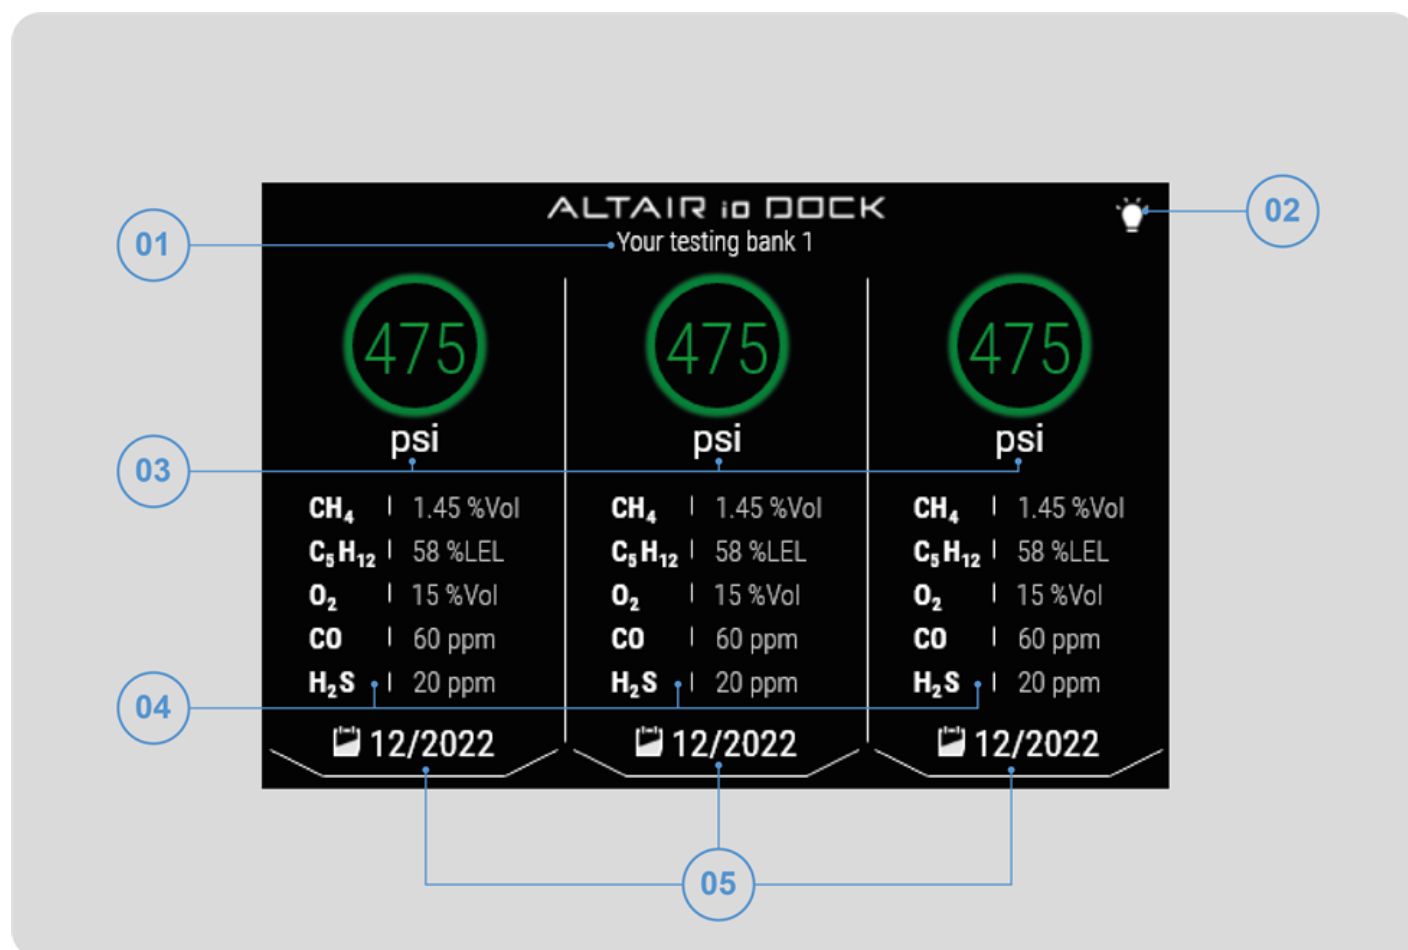 ALTAIR io DOCK
02
01
Your testing bank 1
475 475 475
psi psi psi
03
CH₄ | 1.45 %Vol CH₄ | 1.45 %Vol CH₄ | 1.45 %Vol
C₅H₁₂ | 58 %LEL C₅H₁₂ | 58 %LEL C₅H₁₂ | 58 %LEL
O₂ | 15 %Vol O₂ | 15 %Vol O₂ | 15 %Vol
CO | 60 ppm CO | 60 ppm CO | 60 ppm
H₂S | 20 ppm H₂S | 20 ppm H₂S | 20 ppm
04
12/2022 12/2022 12/2022
05